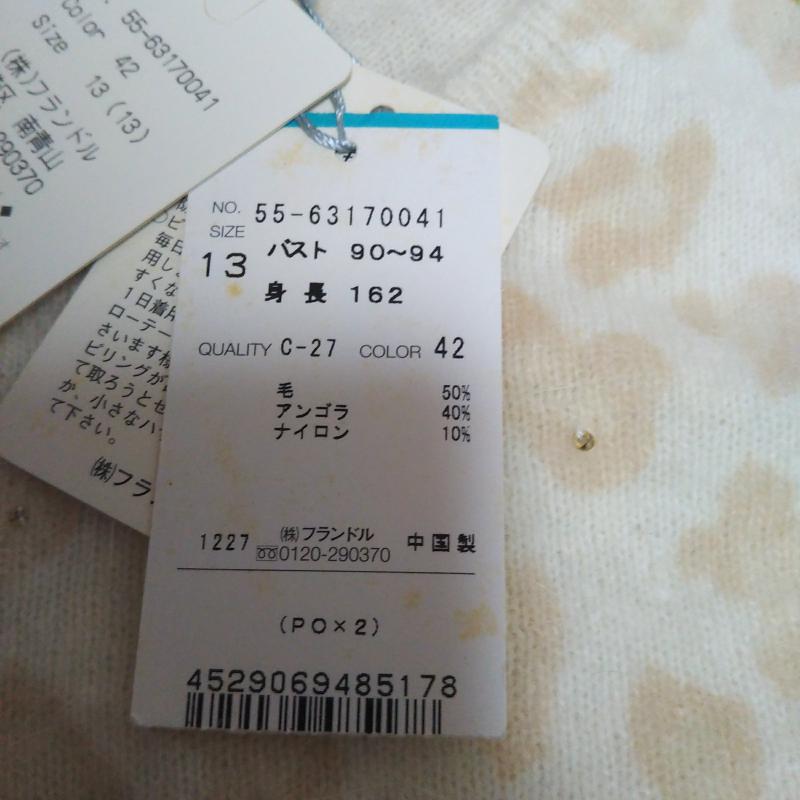 55-63170041
Color 42
Size 13 (13)
(株)フランドル
区 南青山
290370
NO. 55-63170041
SIZE
13 バスト 90〜94
身長 162
QUALITY C-27 COLOR 42
毛 50%
アンゴラ 40%
ナイロン 10%
1227 ㈱フランドル 中国製
0120-290370
(PO×2)
4529069485178
毎日
用し
すくな
1日着用
ローテー
さいます様
ピリングが
て取ろうとせ
か、小さなハ
て下さい。
㈱フラ